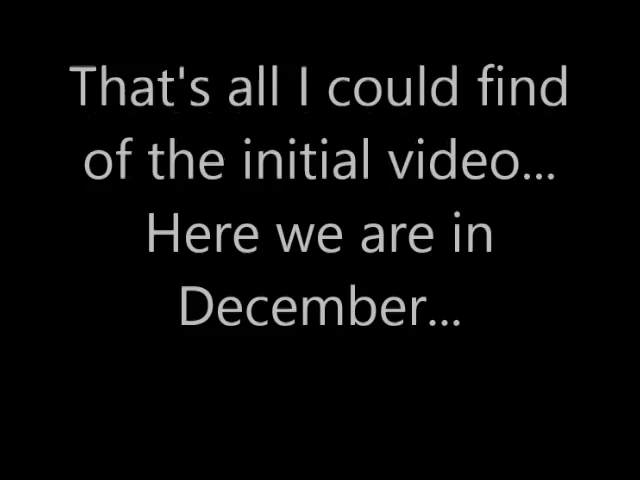 That's all I could find
of the initial video...
Here we are in
December...